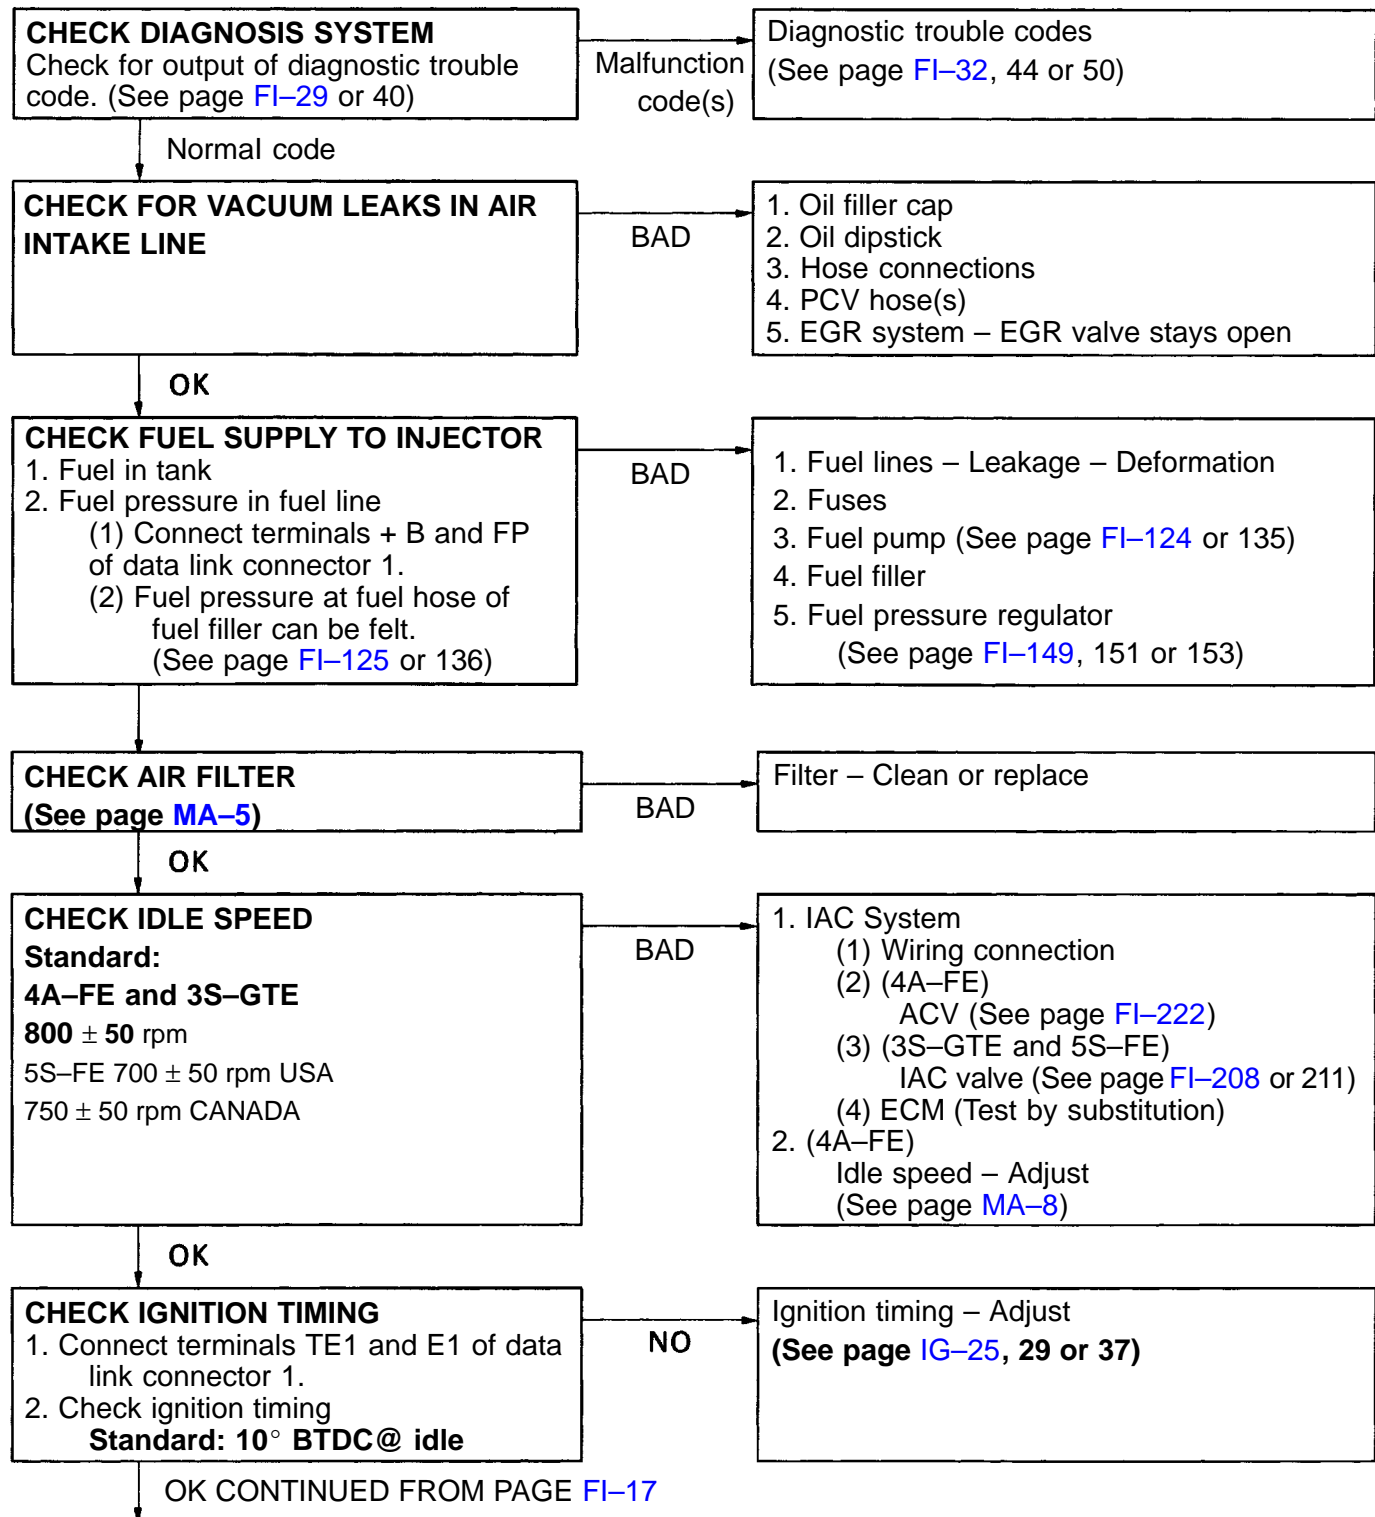 CHECK DIAGNOSIS SYSTEM
Check for output of diagnostic trouble
code. (See page FI–29 or 40)
Malfunction
code(s)
Diagnostic trouble codes
(See page FI–32, 44 or 50)
Normal code
CHECK FOR VACUUM LEAKS IN AIR
INTAKE LINE
BAD
1. Oil filler cap
2. Oil dipstick
3. Hose connections
4. PCV hose(s)
5. EGR system – EGR valve stays open
OK
CHECK FUEL SUPPLY TO INJECTOR
1. Fuel in tank
2. Fuel pressure in fuel line
(1) Connect terminals + B and FP
of data link connector 1.
(2) Fuel pressure at fuel hose of
fuel filler can be felt.
(See page FI–125 or 136)
BAD
1. Fuel lines – Leakage – Deformation
2. Fuses
3. Fuel pump (See page FI–124 or 135)
4. Fuel filler
5. Fuel pressure regulator
(See page FI–149, 151 or 153)
CHECK AIR FILTER
(See page MA–5)
BAD
Filter – Clean or replace
OK
CHECK IDLE SPEED
Standard:
4A–FE and 3S–GTE
800 ± 50 rpm
5S–FE 700 ± 50 rpm USA
750 ± 50 rpm CANADA
BAD
1. IAC System
(1) Wiring connection
(2) (4A–FE)
ACV (See page FI–222)
(3) (3S–GTE and 5S–FE)
IAC valve (See page FI–208 or 211)
(4) ECM (Test by substitution)
2. (4A–FE)
Idle speed – Adjust
(See page MA–8)
OK
CHECK IGNITION TIMING
1. Connect terminals TE1 and E1 of data
link connector 1.
2. Check ignition timing
Standard: 10° BTDC@ idle
NO
Ignition timing – Adjust
(See page IG–25, 29 or 37)
OK CONTINUED FROM PAGE FI–17